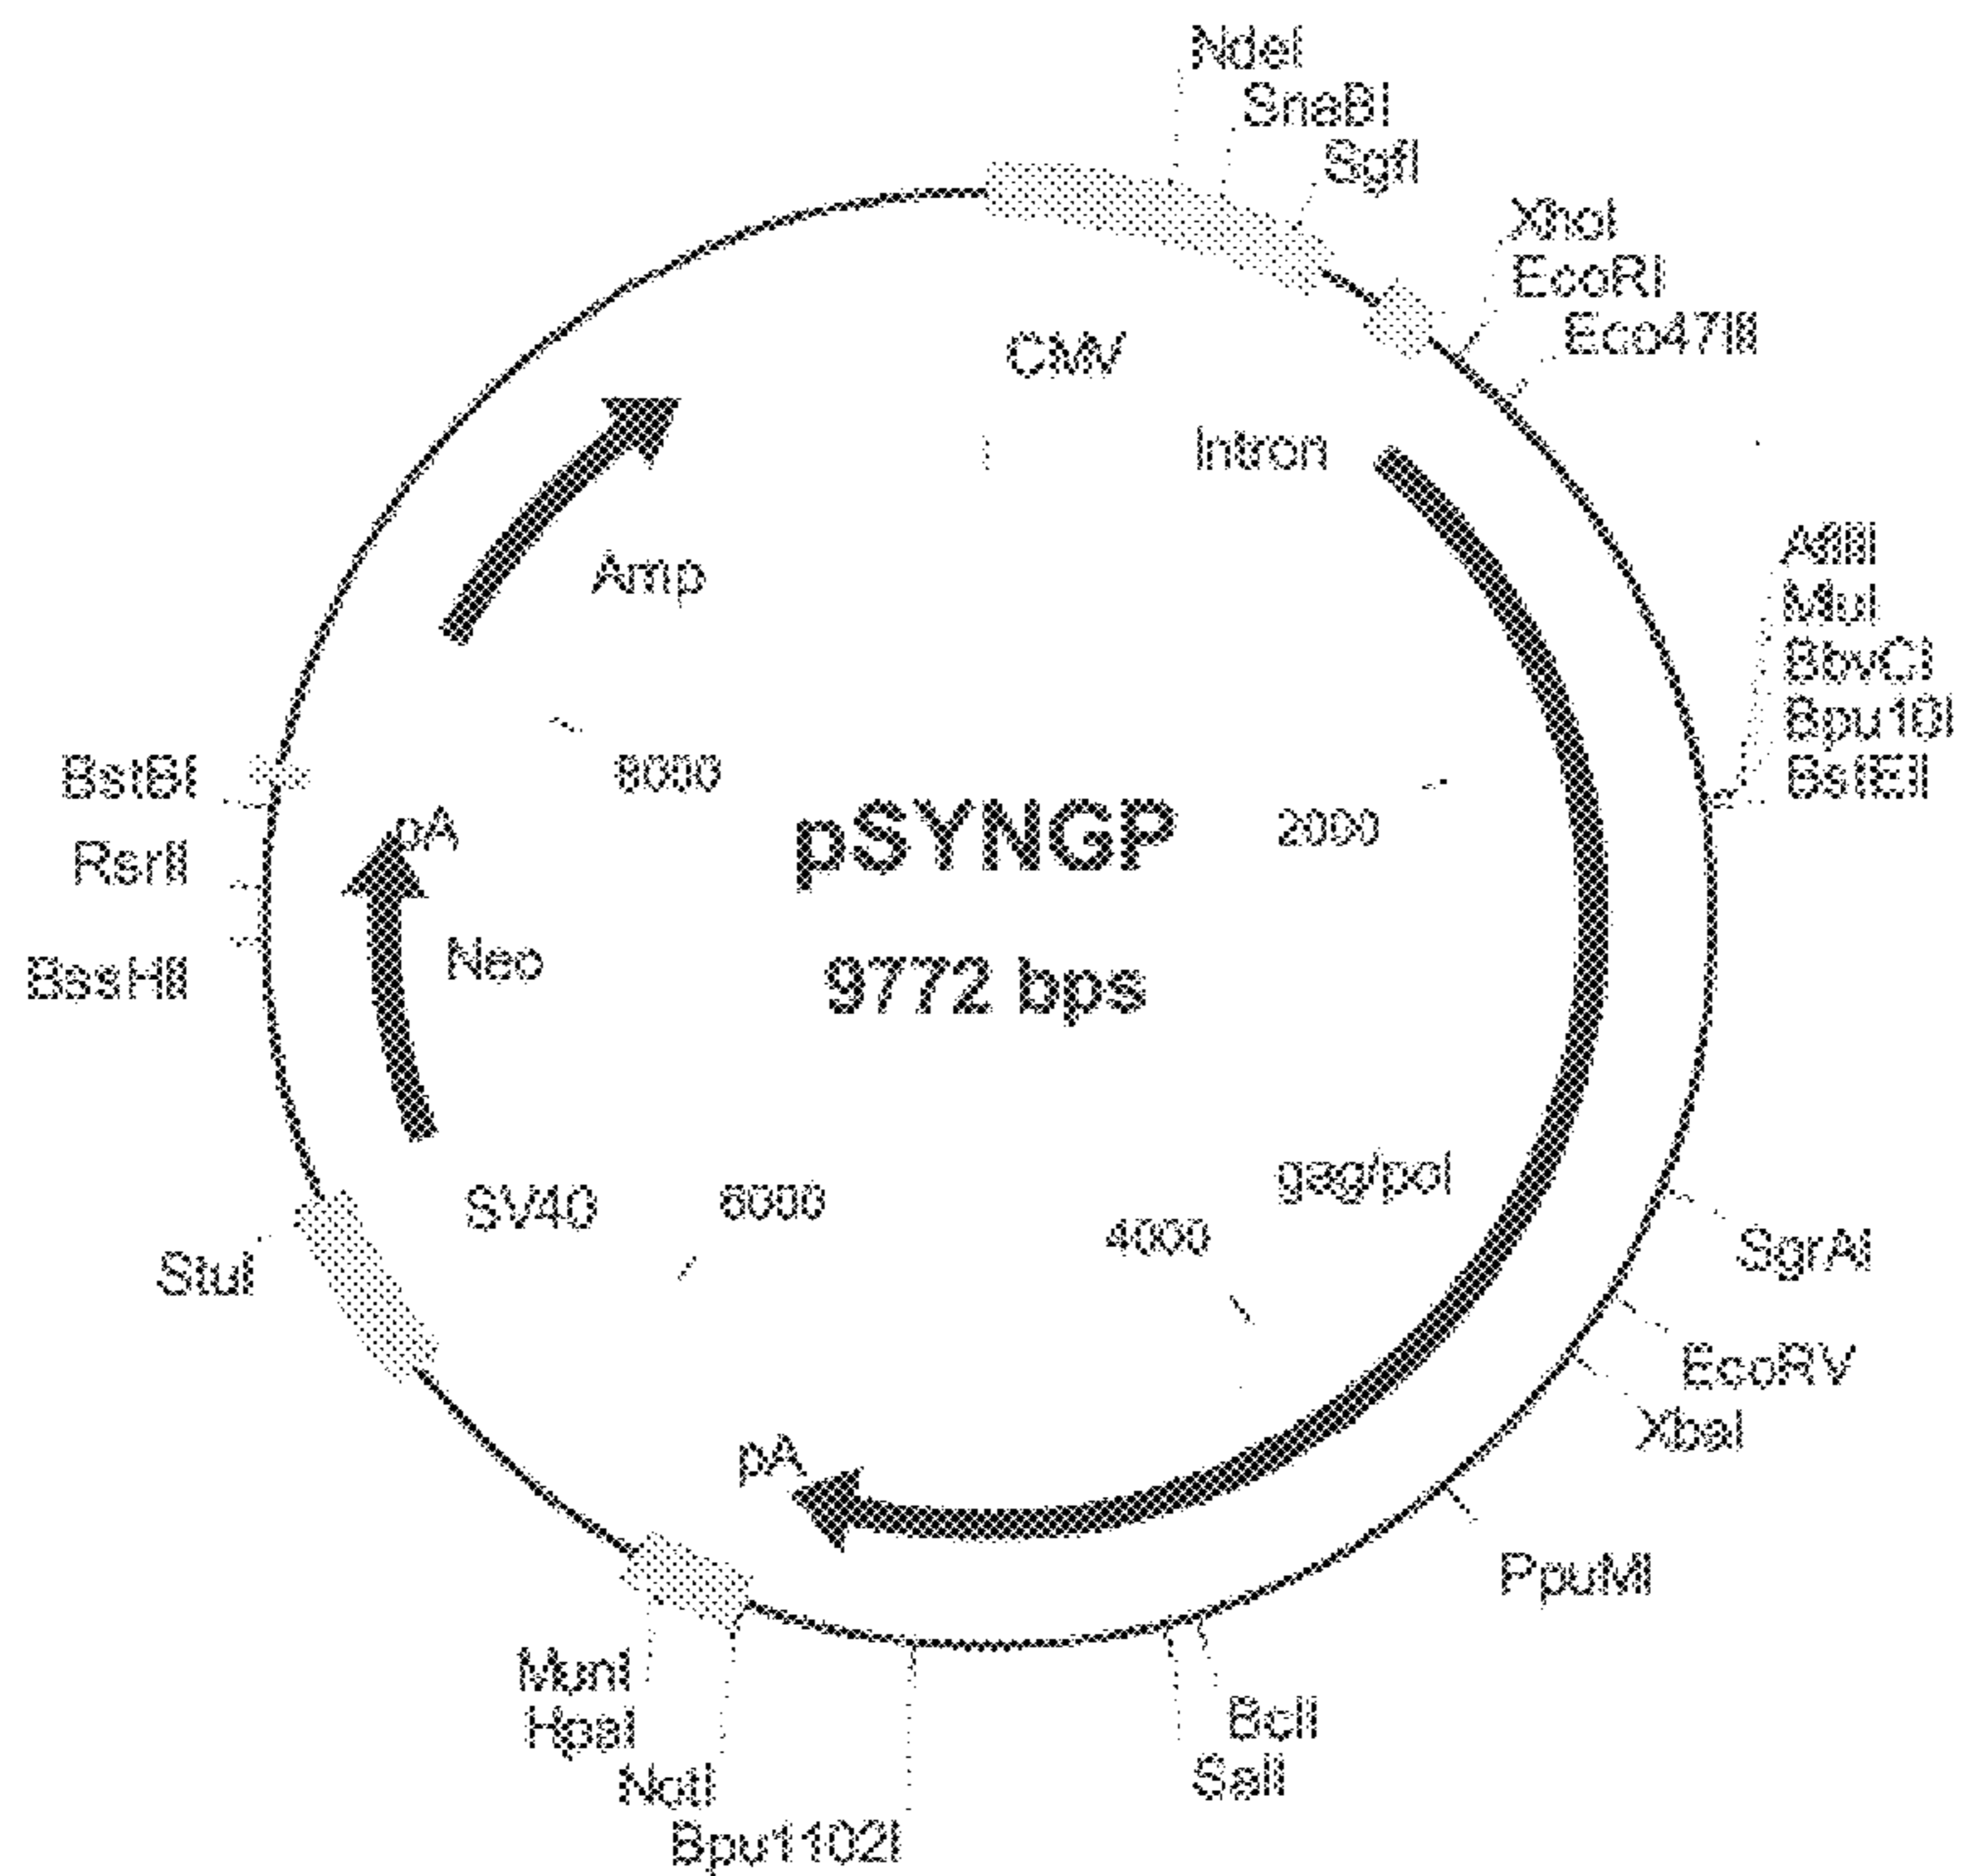 NdeI
SnaBI
SgfI
XhoI
EcoRI
Eco47III
CMV
Intron
AflIII
MluI
BbvCI
Bpu10I
BstEII
Amp
BstBI
8000
pA
pSYNGP
2000
RsrII
Neo
9772 bps
BssHII
gag/pol
SV40
6000
4000
SgrAI
StuI
EcoRV
XbaI
pA
PpuMI
MunI
HpaI
BclI
SalI
NotI
Bpu1102I